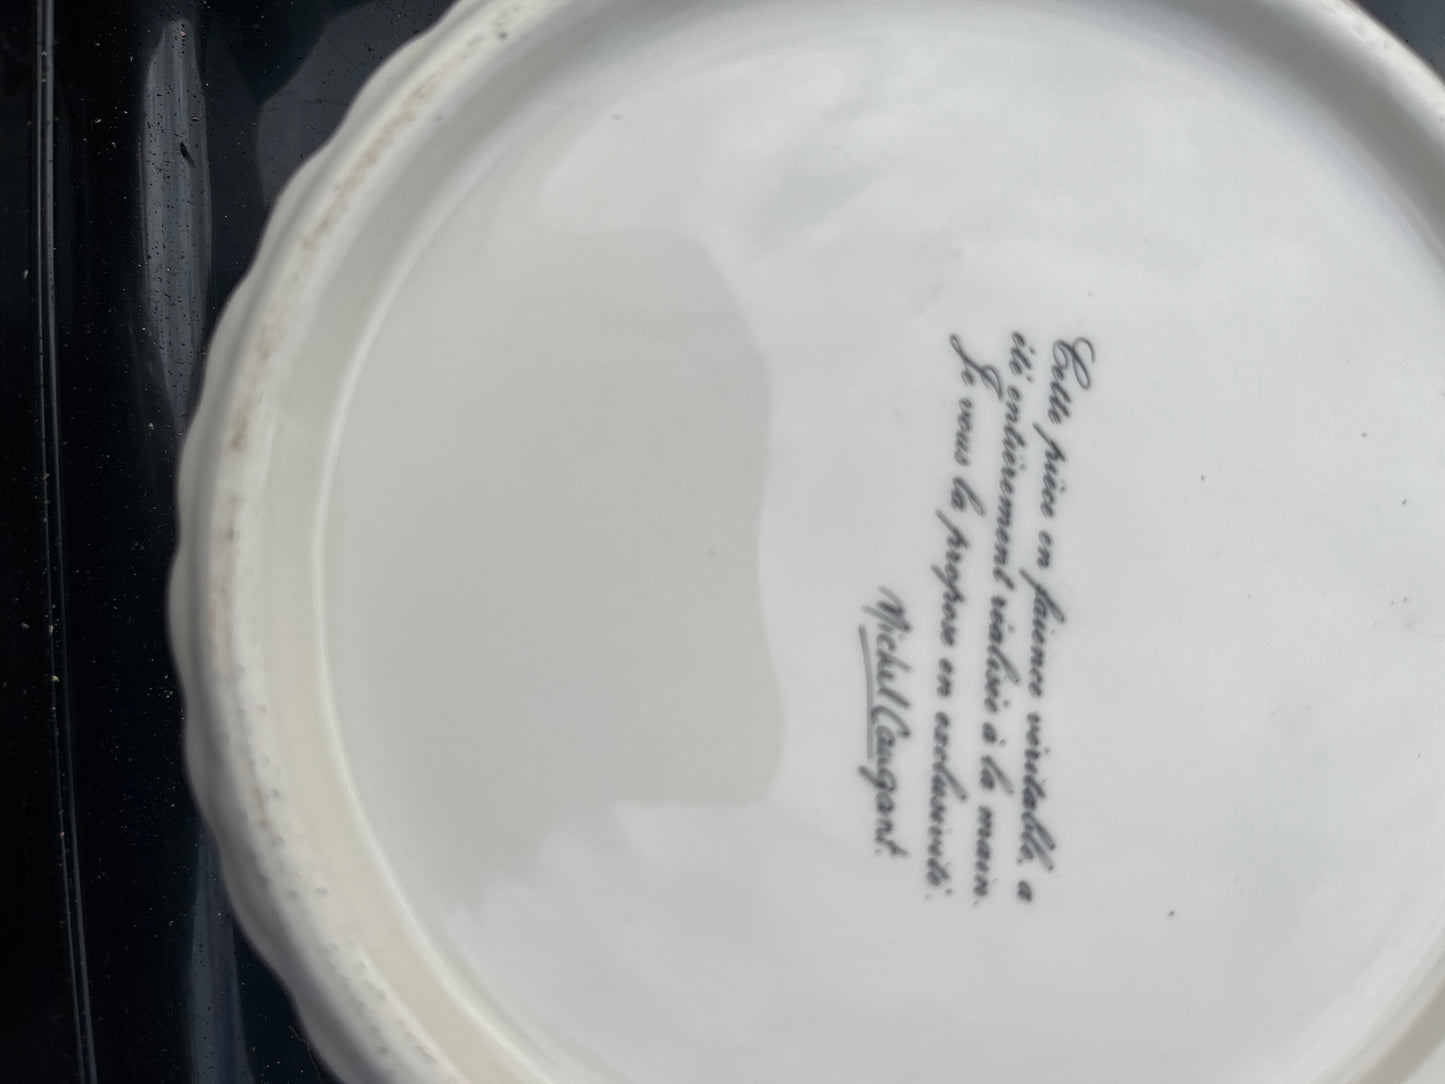 Cette pièce en faïence véritable, a
été entièrement réalisée à la main.
Je vous la propose en exclusivité.
Michel Caugant.